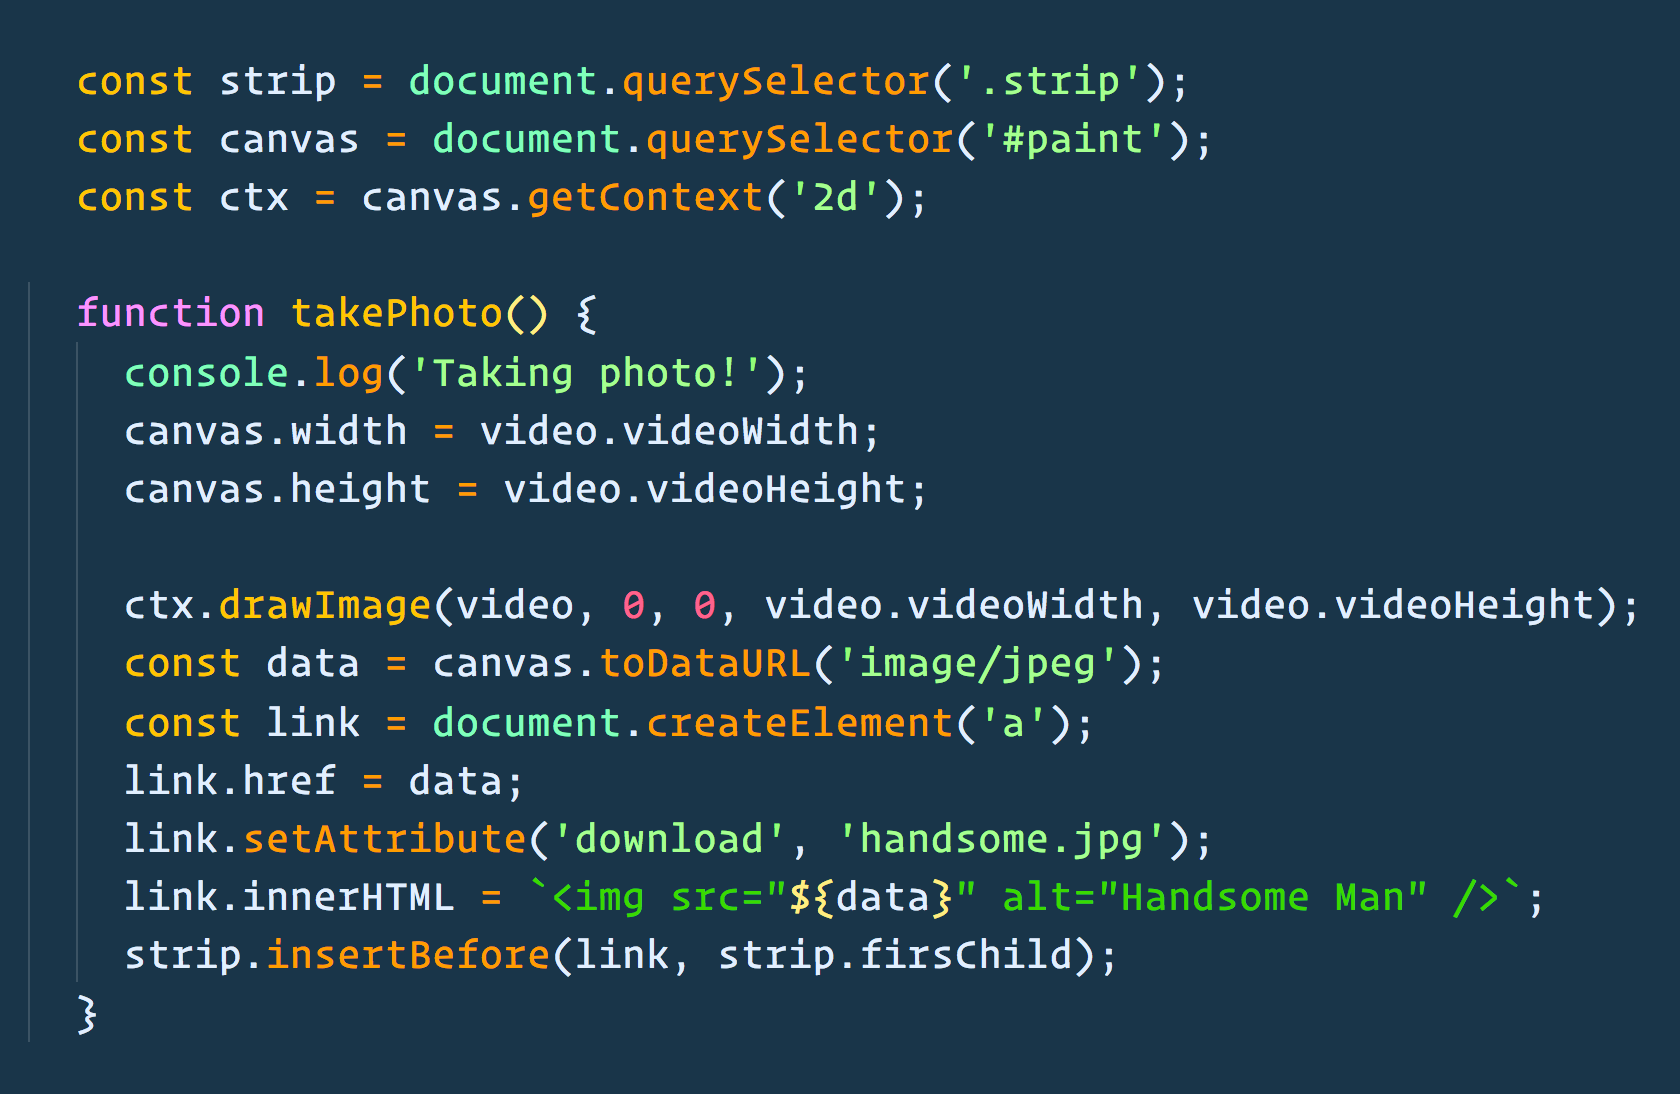 const strip = document.querySelector('.strip');
const canvas = document.querySelector('#paint');
const ctx = canvas.getContext('2d');
function takePhoto() {
console.log('Taking photo!');
canvas.width = video.videoWidth;
canvas.height = video.videoHeight;
ctx.drawImage(video, 0, 0, video.videoWidth, video.videoHeight);
const data = canvas.toDataURL('image/jpeg');
const link = document.createElement('a');
link.href = data;
link.setAttribute('download', 'handsome.jpg');
link.innerHTML = `<img src="${data}" alt="Handsome Man" />`;
strip.insertBefore(link, strip.firsChild);
}